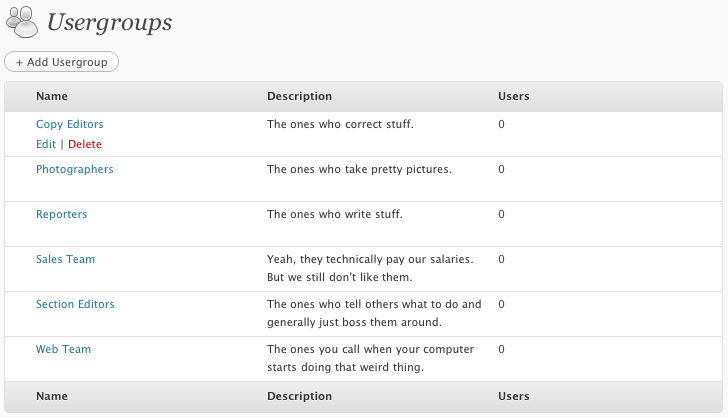 Usergroups
+ Add Usergroup
Name Description Users
Copy Editors The ones who correct stuff. 0
Edit | Delete
Photographers The ones who take pretty pictures. 0
Reporters The ones who write stuff. 0
Sales Team Yeah, they technically pay our salaries. 0
But we still don't like them.
Section Editors The ones who tell others what to do and 0
generally just boss them around.
Web Team The ones you call when your computer 0
starts doing that weird thing.
Name Description Users